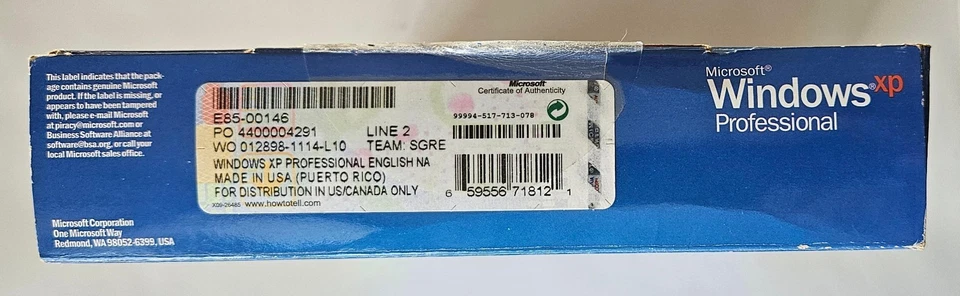 This label indicates that the pack-
age contains genuine Microsoft
product. If the label is missing, or
appears to have been tampered
with, please e-mail Microsoft
at piracy@microsoft.com or
Business Software Alliance at
software@bsa.org, or call your
local Microsoft sales office.
Microsoft Corporation
One Microsoft Way
Redmond, WA 98052-6399, USA
E85-00146
PO 4400004291 LINE 2
WO 012898-1114-L10 TEAM: SGRE
WINDOWS XP PROFESSIONAL ENGLISH NA
MADE IN USA (PUERTO RICO)
FOR DISTRIBUTION IN US/CANADA ONLY
X08-26485 www.howtotell.com
Microsoft
Certificate of Authenticity
99994-517-713-078
6 59556 71812 1
Microsoft®
Windows® xp
Professional